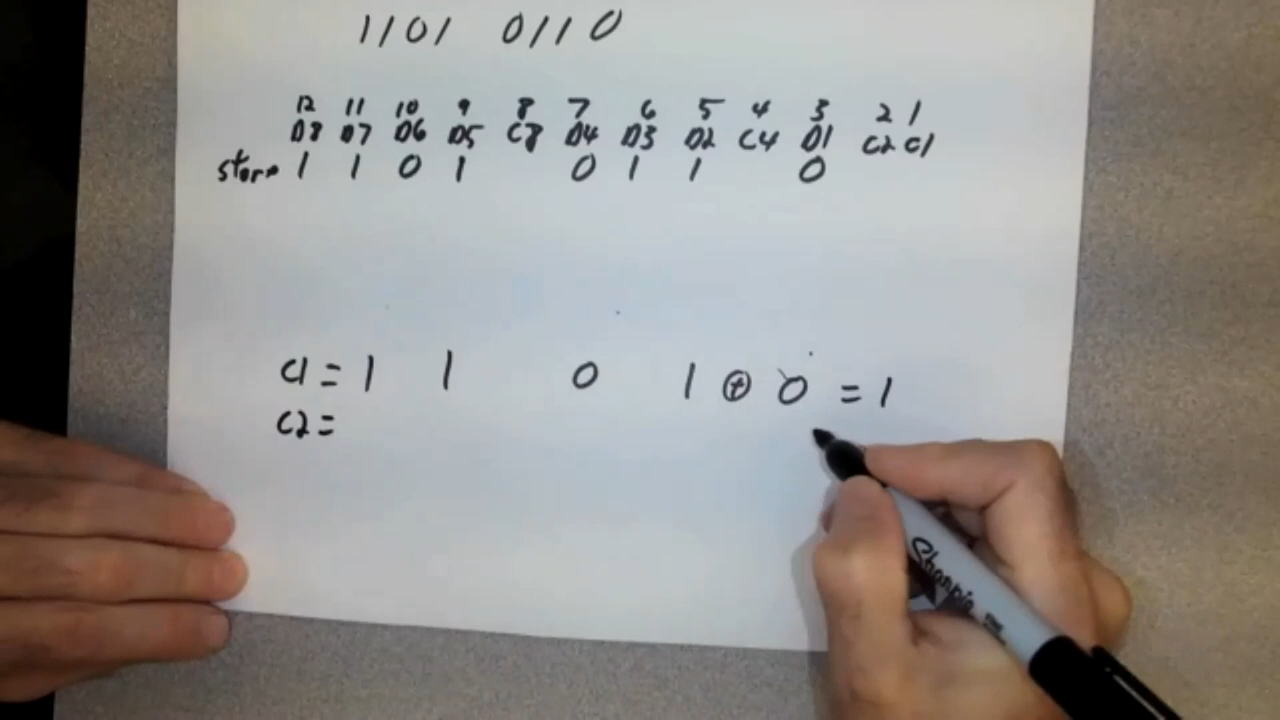 1101 0110
12 11 10 9 8 7 6 5 4 3 2 1
D8 D7 D6 D5 C8 D4 D3 D2 C4 D1 C2 C1
store 1 1 0 1 0 1 1 0
C1 = 1 1 0 1 ⊕ 0 = 1
C2 =
Sharpie